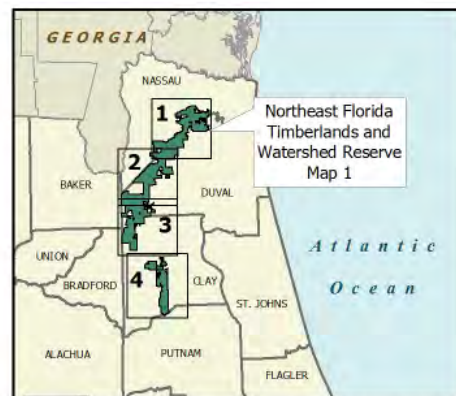 GEORGIA
NASSAU
1
Northeast Florida
Timberlands and
Watershed Reserve
Map 1
2
BAKER
DUVAL
3
UNION
Atlantic
Ocean
4
BRADFORD
CLAY
ST. JOHNS
ALACHUA
PUTNAM
FLAGLER